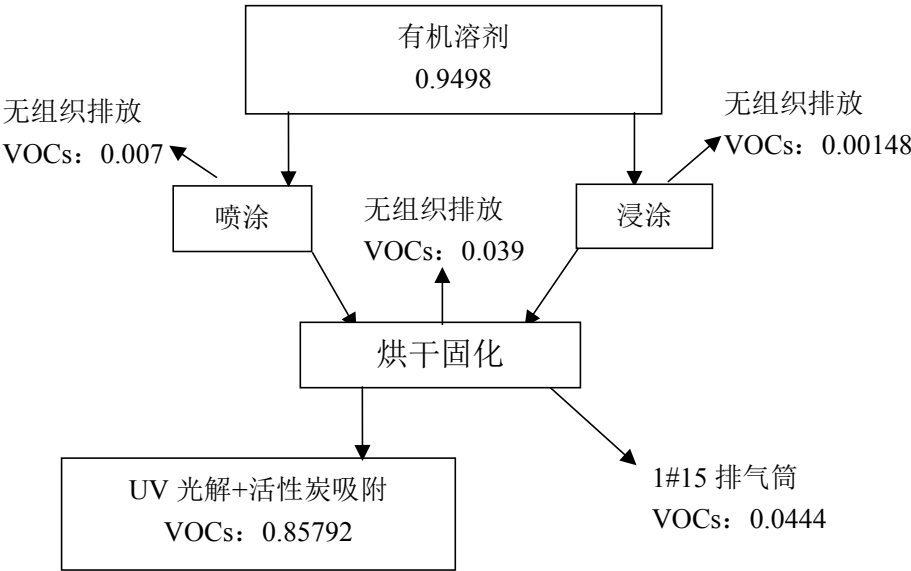 有机溶剂
0.9498
无组织排放
VOCs：0.007
无组织排放
VOCs：0.00148
喷涂
无组织排放
VOCs：0.039
浸涂
烘干固化
UV 光解+活性炭吸附
VOCs：0.85792
1#15 排气筒
VOCs：0.0444